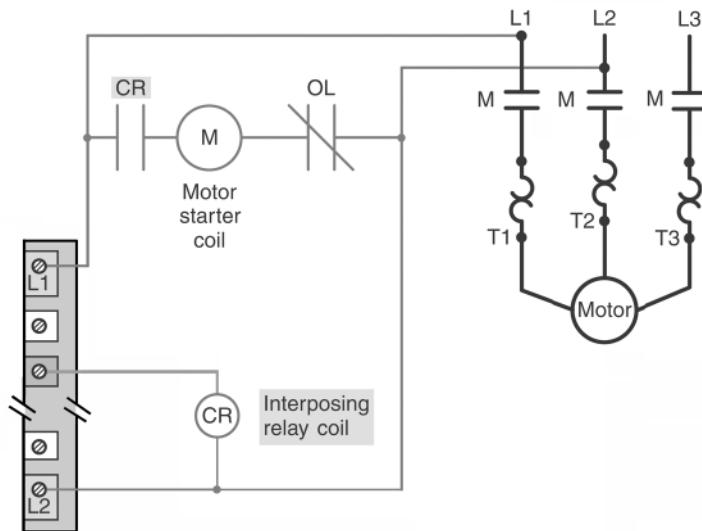 L1 L2 L3
CR OL
M M M
M
Motor
starter
coil
T1 T2 T3
L1
Motor
CR
Interposing
relay coil
L2